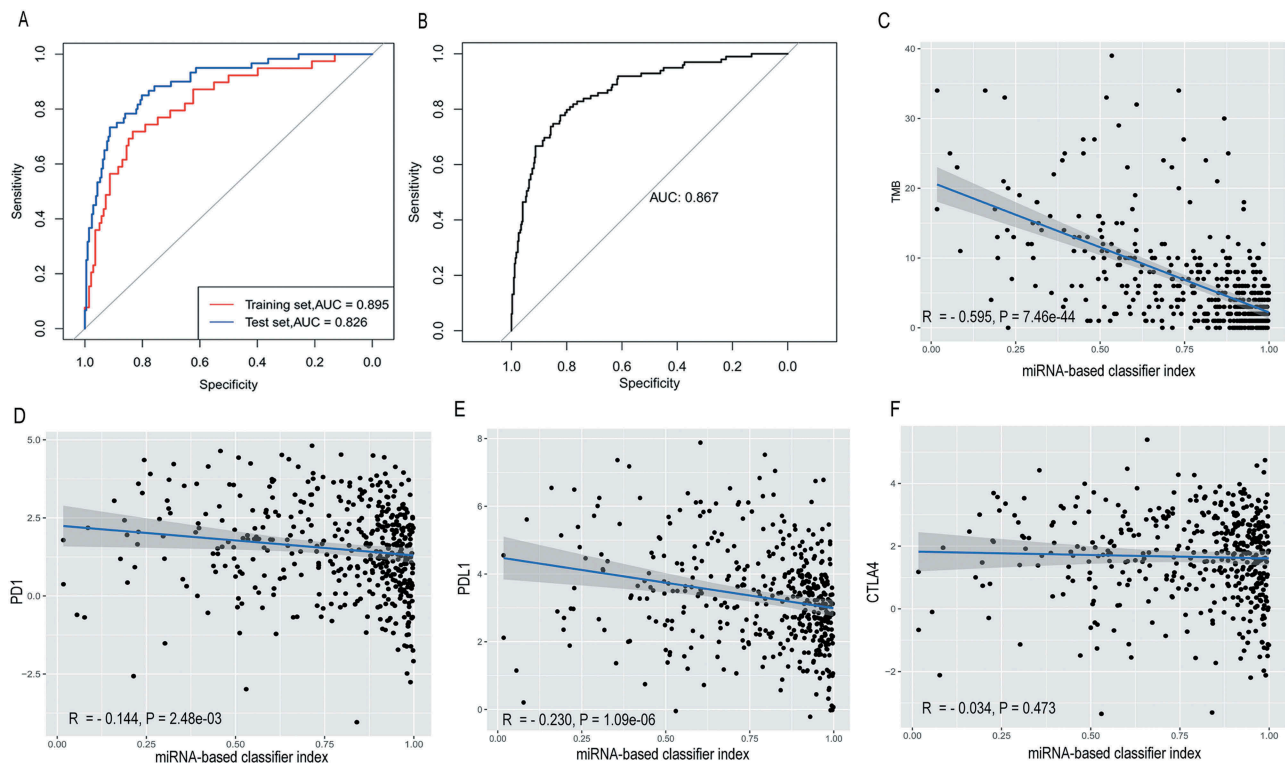 A
1.0
0.8
0.6
0.4
0.2
0.0
Sensitivity
Training set,AUC = 0.895
Test set,AUC = 0.826
1.0 0.8 0.6 0.4 0.2 0.0
Specificity
B
1.0
0.8
0.6
0.4
0.2
0.0
Sensitivity
AUC: 0.867
1.0 0.8 0.6 0.4 0.2 0.0
Specificity
C
40
30
20
10
0
TMB
R = - 0.595, P = 7.46e-44
0.00 0.25 0.50 0.75 1.00
miRNA-based classifier index
D
5.0
2.5
0.0
−2.5
PD1
R = - 0.144, P = 2.48e-03
0.00 0.25 0.50 0.75 1.00
miRNA-based classifier index
E
8
6
4
2
0
PDL1
R = - 0.230, P = 1.09e-06
0.00 0.25 0.50 0.75 1.00
miRNA-based classifier index
F
4
2
0
−2
CTLA4
R = - 0.034, P = 0.473
0.00 0.25 0.50 0.75 1.00
miRNA-based classifier index